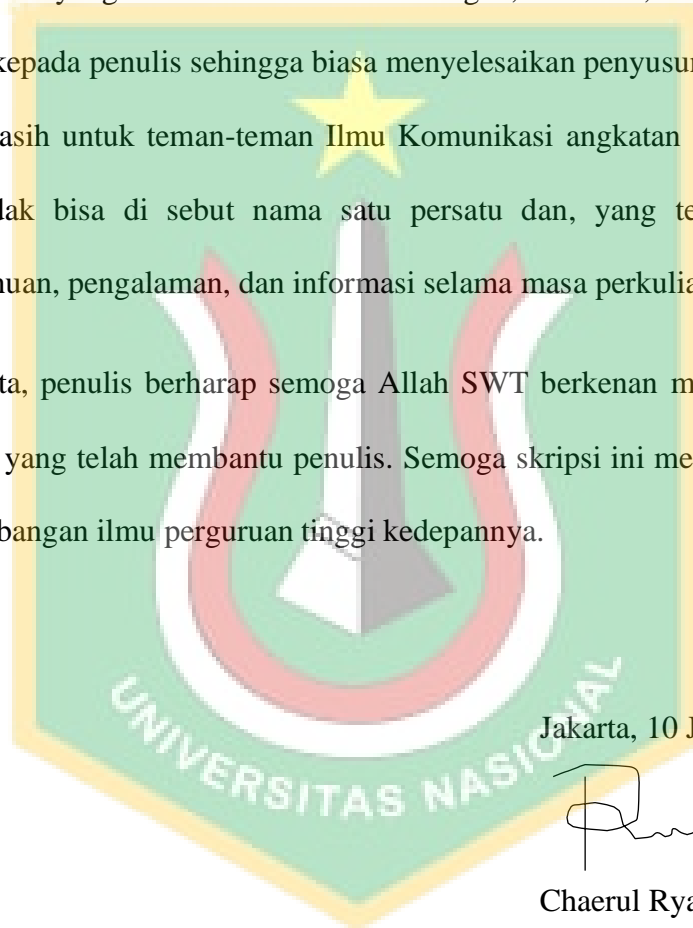 kepada penulis sehingga biasa menyelesaikan penyusun
asih untuk teman-teman Ilmu Komunikasi angkatan
dak bisa di sebut nama satu persatu dan, yang te
uan, pengalaman, dan informasi selama masa perkulia
ta, penulis berharap semoga Allah SWT berkenan m
yang telah membantu penulis. Semoga skripsi ini me
bangan ilmu perguruan tinggi kedepannya.
UNIVERSITAS NASIONAL
Jakarta, 10 J
Chaerul Rya